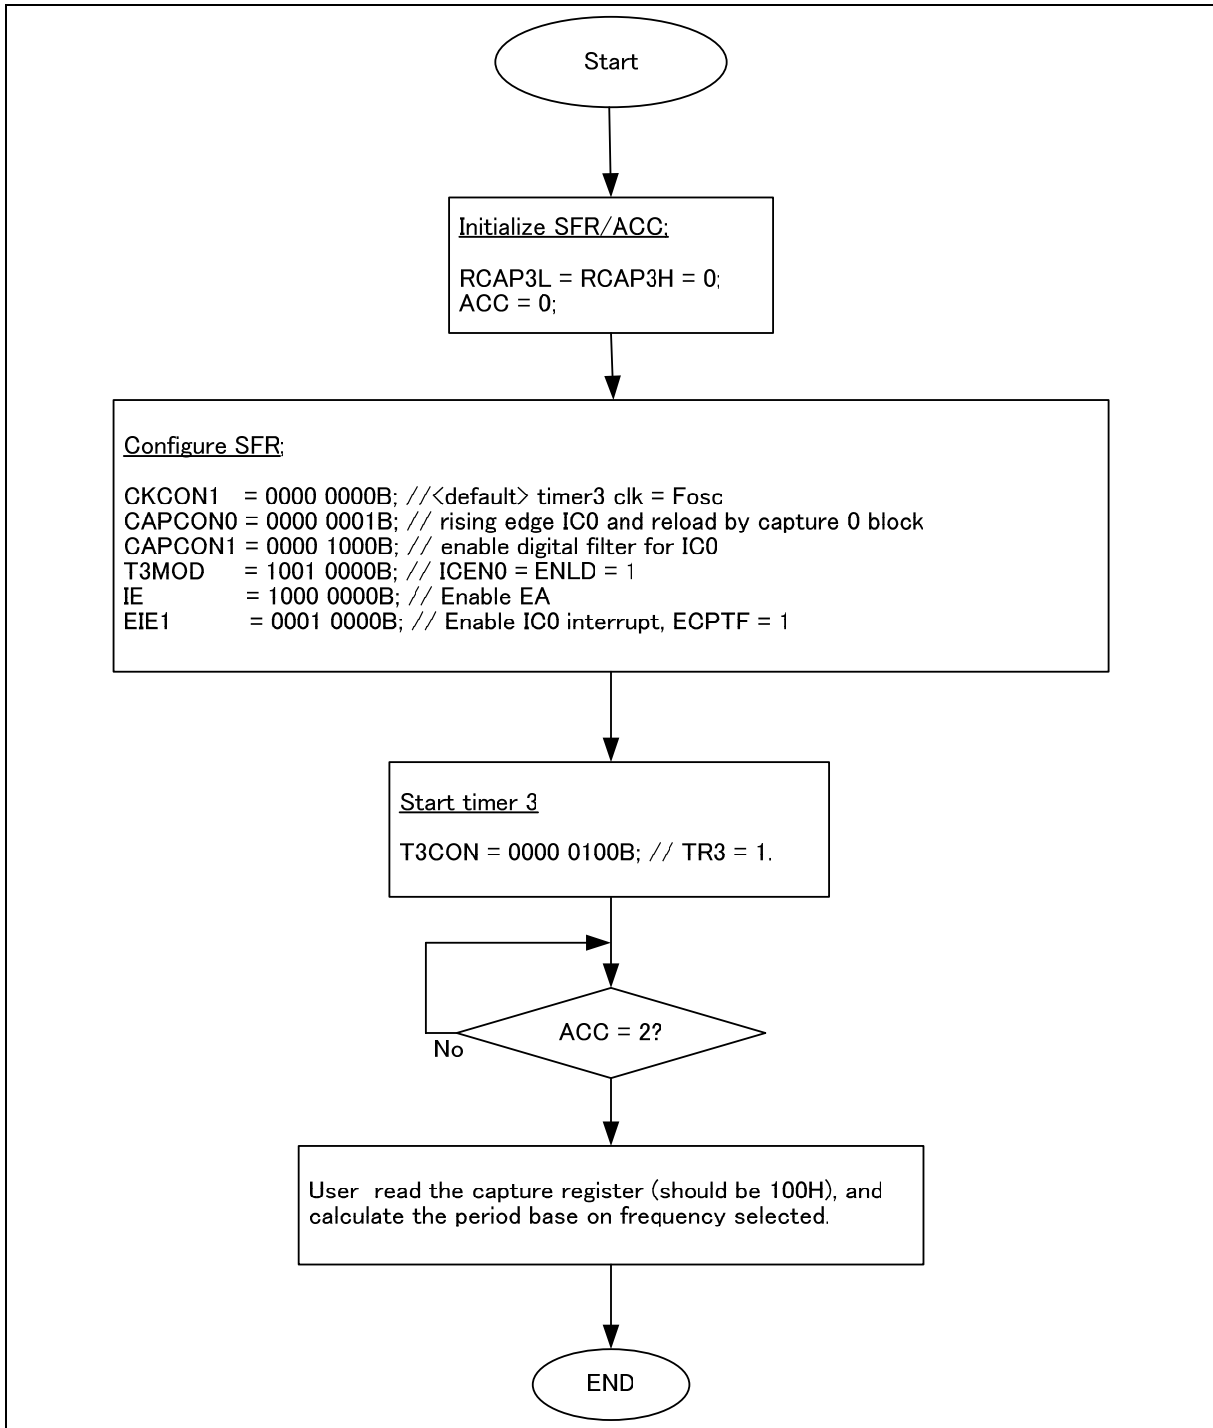 Start
Initialize SFR/ACC;
RCAP3L = RCAP3H = 0;
ACC = 0;
Configure SFR;
CKCON1 = 0000 0000B; //<default> timer3 clk = Fosc
CAPCON0 = 0000 0001B; // rising edge IC0 and reload by capture 0 block
CAPCON1 = 0000 1000B; // enable digital filter for IC0
T3MOD = 1001 0000B; // ICEN0 = ENLD = 1
IE = 1000 0000B; // Enable EA
EIE1 = 0001 0000B; // Enable IC0 interrupt, ECPTF = 1
Start timer 3
T3CON = 0000 0100B; // TR3 = 1.
ACC = 2?
No
User read the capture register (should be 100H), and
calculate the period base on frequency selected.
END